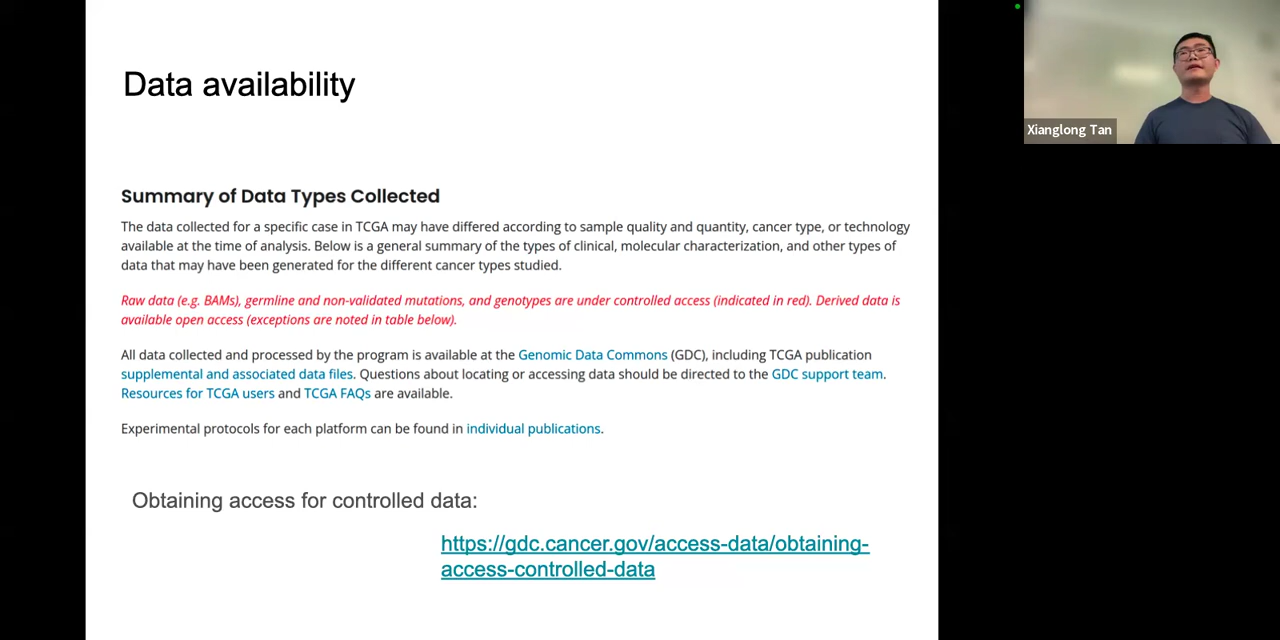 Data availability
Xianglong Tan
Summary of Data Types Collected
The data collected for a specific case in TCGA may have differed according to sample quality and quantity, cancer type, or technology
available at the time of analysis. Below is a general summary of the types of clinical, molecular characterization, and other types of
data that may have been generated for the different cancer types studied.
Raw data (e.g. BAMs), germline and non-validated mutations, and genotypes are under controlled access (indicated in red). Derived data is
available open access (exceptions are noted in table below).
All data collected and processed by the program is available at the Genomic Data Commons (GDC), including TCGA publication
supplemental and associated data files. Questions about locating or accessing data should be directed to the GDC support team.
Resources for TCGA users and TCGA FAQs are available.
Experimental protocols for each platform can be found in individual publications.
Obtaining access for controlled data:
https://gdc.cancer.gov/access-data/obtaining-
access-controlled-data